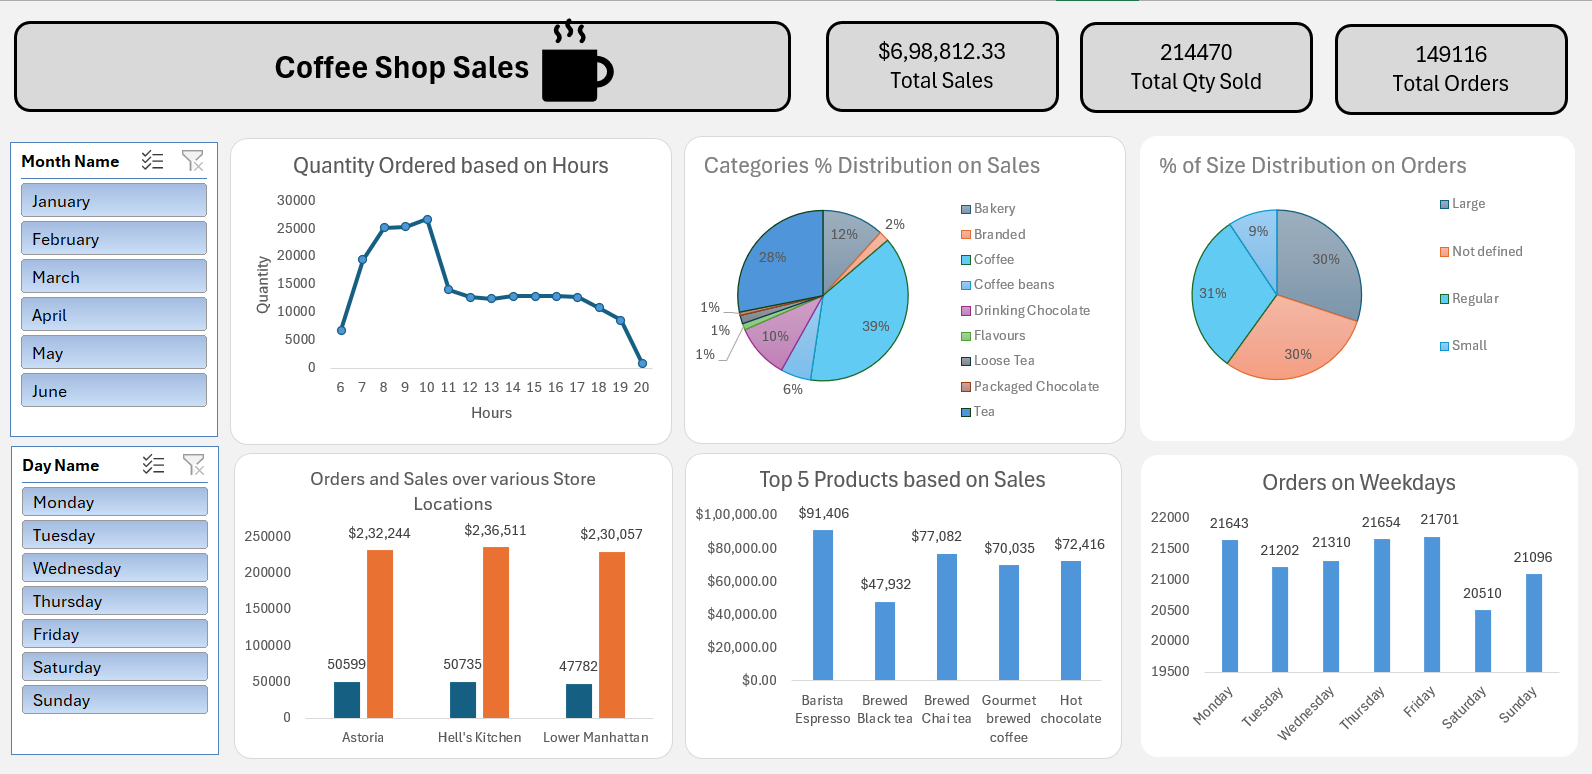 Coffee Shop Sales
$6,98,812.33
Total Sales
214470
Total Qty Sold
149116
Total Orders
Month Name
January
February
March
April
May
June
Day Name
Monday
Tuesday
Wednesday
Thursday
Friday
Saturday
Sunday
Quantity Ordered based on Hours
Quantity
30000
25000
20000
15000
10000
5000
0
6 7 8 9 10 11 12 13 14 15 16 17 18 19 20
Hours
Categories % Distribution on Sales
12%
2%
39%
6%
10%
1%
1%
1%
28%
Bakery
Branded
Coffee
Coffee beans
Drinking Chocolate
Flavours
Loose Tea
Packaged Chocolate
Tea
% of Size Distribution on Orders
30%
30%
31%
9%
Large
Not defined
Regular
Small
Orders and Sales over various Store
Locations
250000
200000
150000
100000
50000
0
$2,32,244 $2,36,511 $2,30,057
50599 50735 47782
Astoria Hell's Kitchen Lower Manhattan
Top 5 Products based on Sales
$1,00,000.00
$80,000.00
$60,000.00
$40,000.00
$20,000.00
$0.00
$91,406
$47,932
$77,082
$70,035
$72,416
Barista
Espresso
Brewed
Black tea
Brewed
Chai tea
Gourmet
brewed
coffee
Hot
chocolate
Orders on Weekdays
22000
21500
21000
20500
20000
19500
21643
21202
21310
21654
21701
20510
21096
Monday
Tuesday
Wednesday
Thursday
Friday
Saturday
Sunday